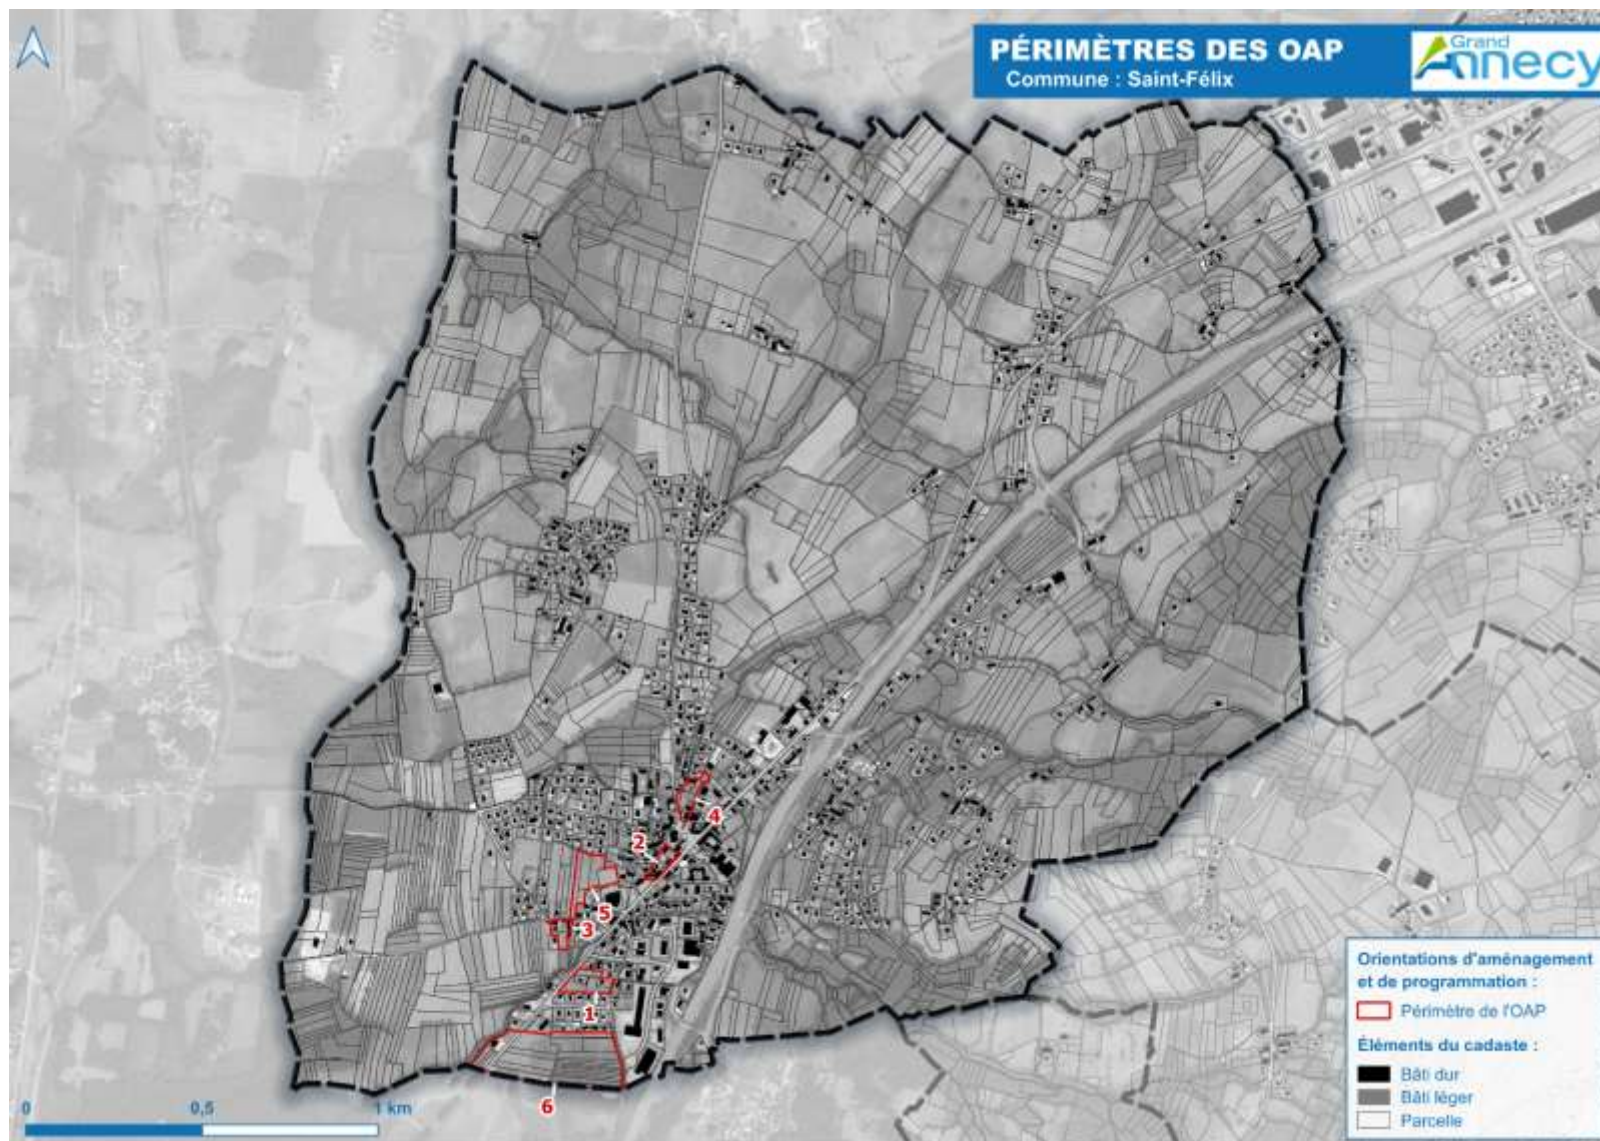 PÉRIMÈTRES DES OAP
Commune : Saint-Félix
Grand
Annecy
4
2
5
3
1
6
0 0,5 1 km
Orientations d'aménagement
et de programmation :
Périmètre de l'OAP
Éléments du cadaste :
Bâti dur
Bâti léger
Parcelle